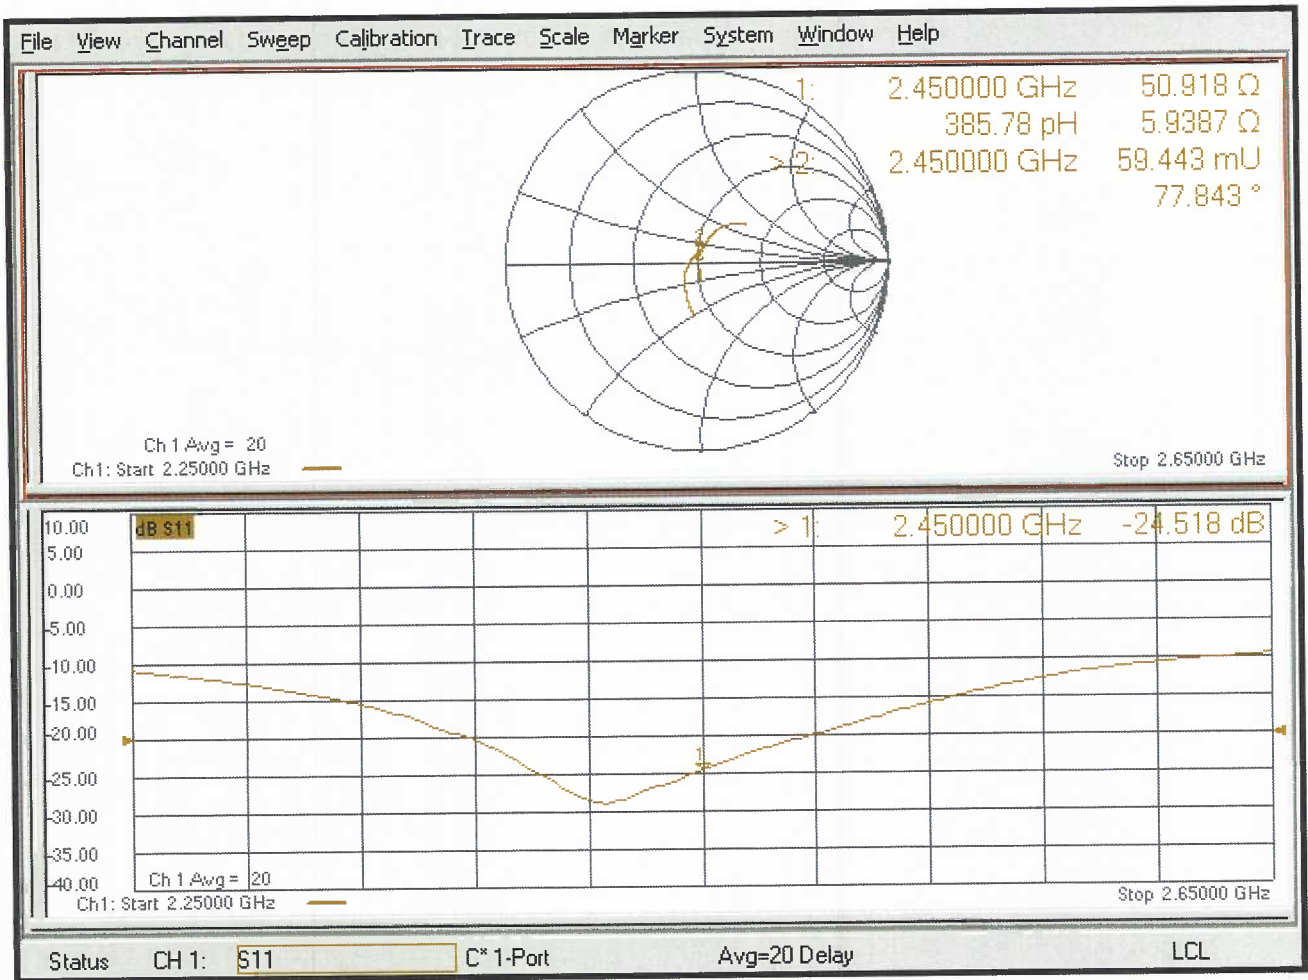 File View Channel Sweep Calibration Trace Scale Marker System Window Help
1: 2.450000 GHz 50.918 Ω
385.78 pH 5.9387 Ω
> 2: 2.450000 GHz 59.443 mU
77.843 °
Ch 1 Avg = 20
Ch1: Start 2.25000 GHz
Stop 2.65000 GHz
10.00
dB S11
> 1: 2.450000 GHz -24.518 dB
5.00
0.00
-5.00
-10.00
-15.00
-20.00
1
-25.00
-30.00
-35.00
-40.00
Ch 1 Avg = 20
Ch1: Start 2.25000 GHz
Stop 2.65000 GHz
Status CH 1: S11 C* 1-Port Avg=20 Delay LCL